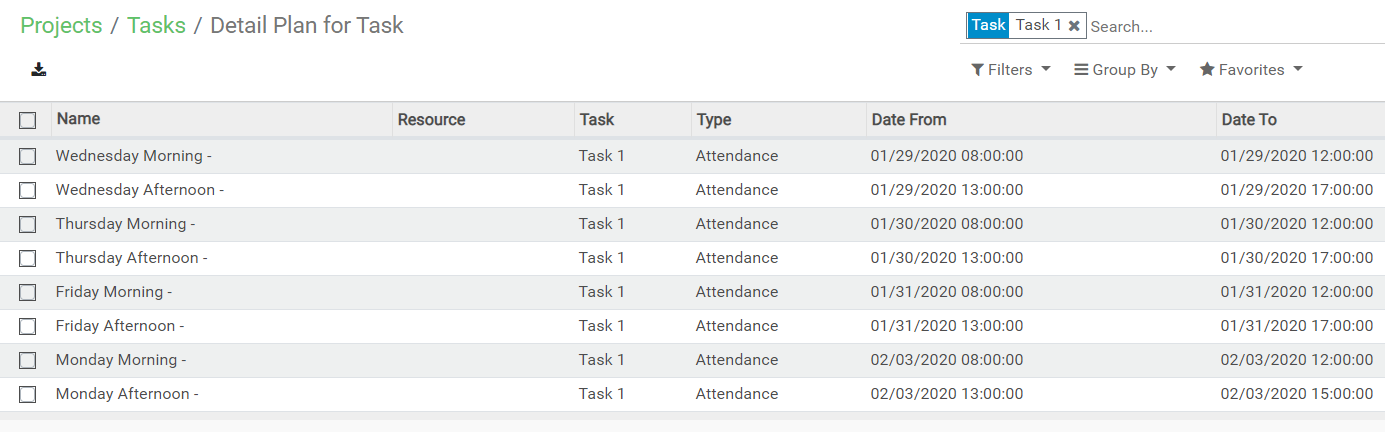 Projects / Tasks / Detail Plan for Task
Task Task 1 Search...
Filters Group By Favorites
Name Resource Task Type Date From Date To
Wednesday Morning - Task 1 Attendance 01/29/2020 08:00:00 01/29/2020 12:00:00
Wednesday Afternoon - Task 1 Attendance 01/29/2020 13:00:00 01/29/2020 17:00:00
Thursday Morning - Task 1 Attendance 01/30/2020 08:00:00 01/30/2020 12:00:00
Thursday Afternoon - Task 1 Attendance 01/30/2020 13:00:00 01/30/2020 17:00:00
Friday Morning - Task 1 Attendance 01/31/2020 08:00:00 01/31/2020 12:00:00
Friday Afternoon - Task 1 Attendance 01/31/2020 13:00:00 01/31/2020 17:00:00
Monday Morning - Task 1 Attendance 02/03/2020 08:00:00 02/03/2020 12:00:00
Monday Afternoon - Task 1 Attendance 02/03/2020 13:00:00 02/03/2020 15:00:00